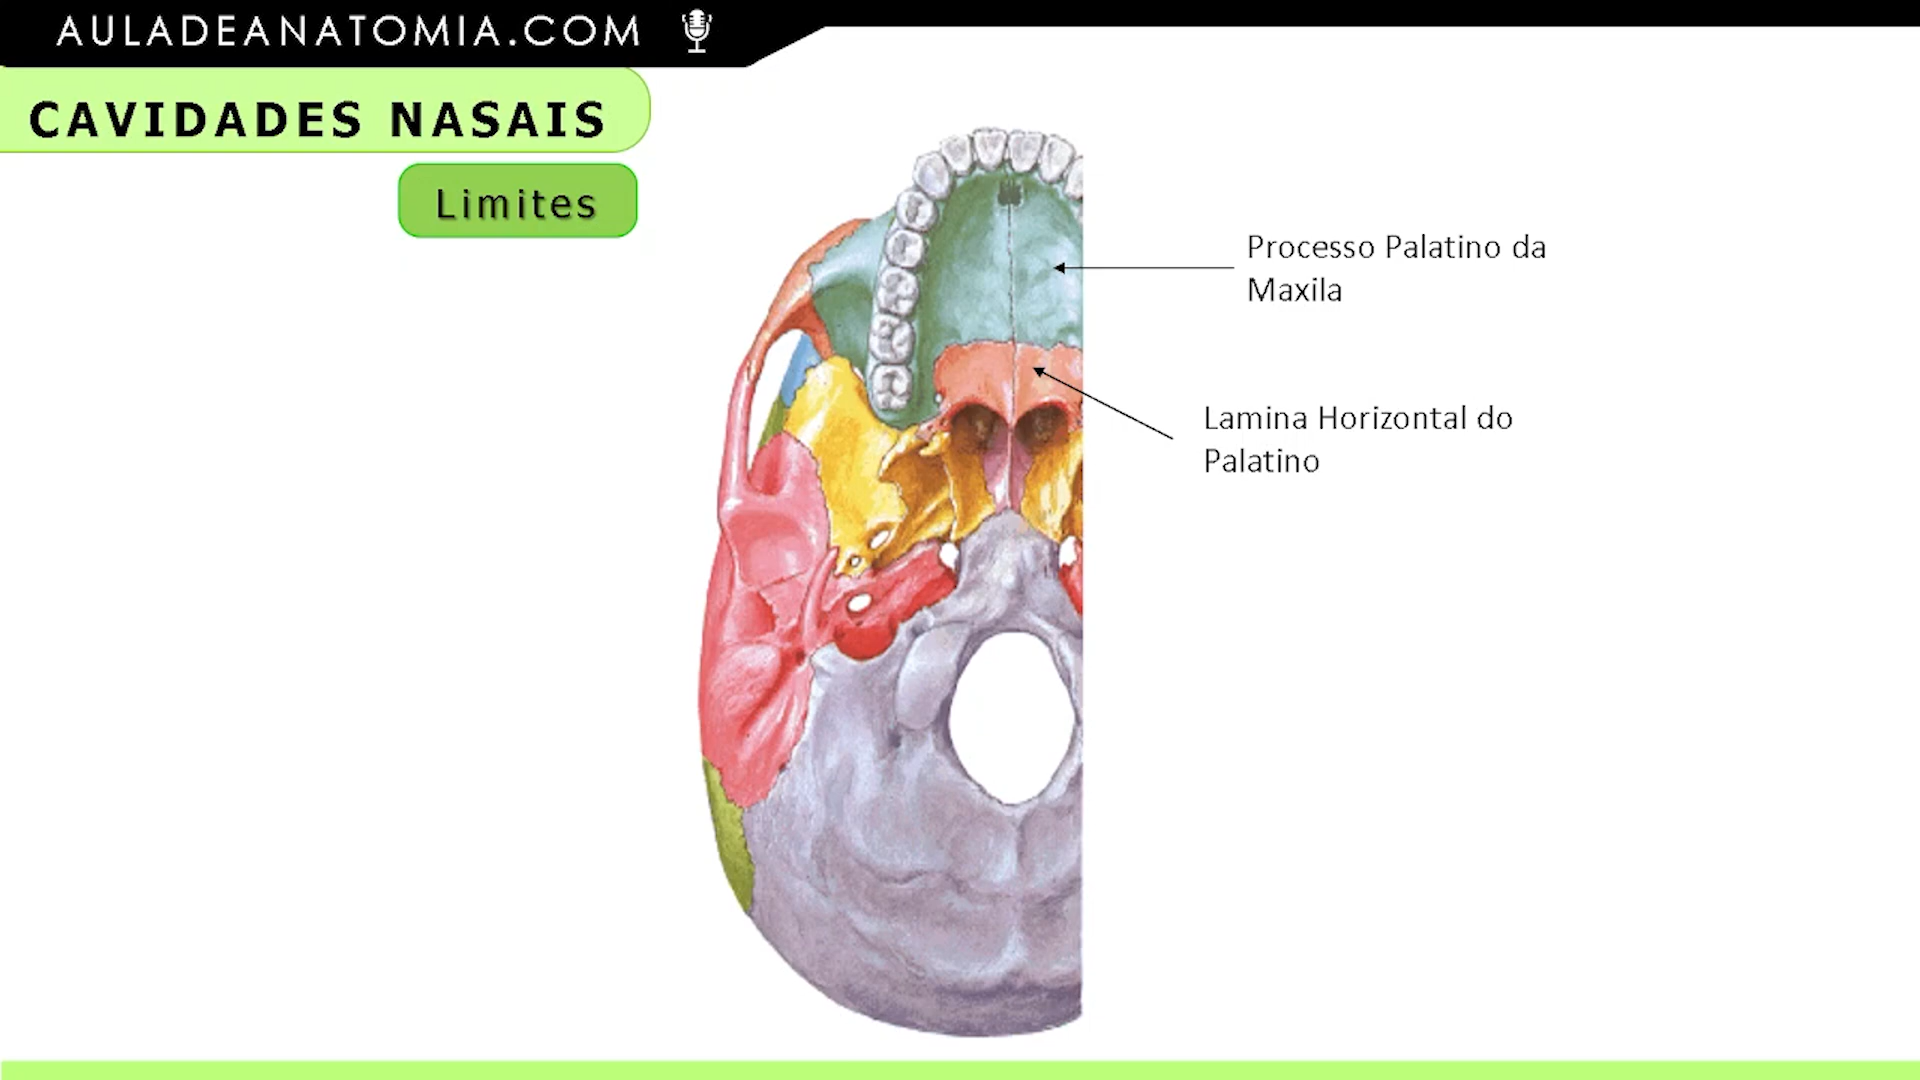 AULADEANATOMIA.COM
CAVIDADES NASAIS
Limites
Processo Palatino da
Maxila
Lamina Horizontal do
Palatino